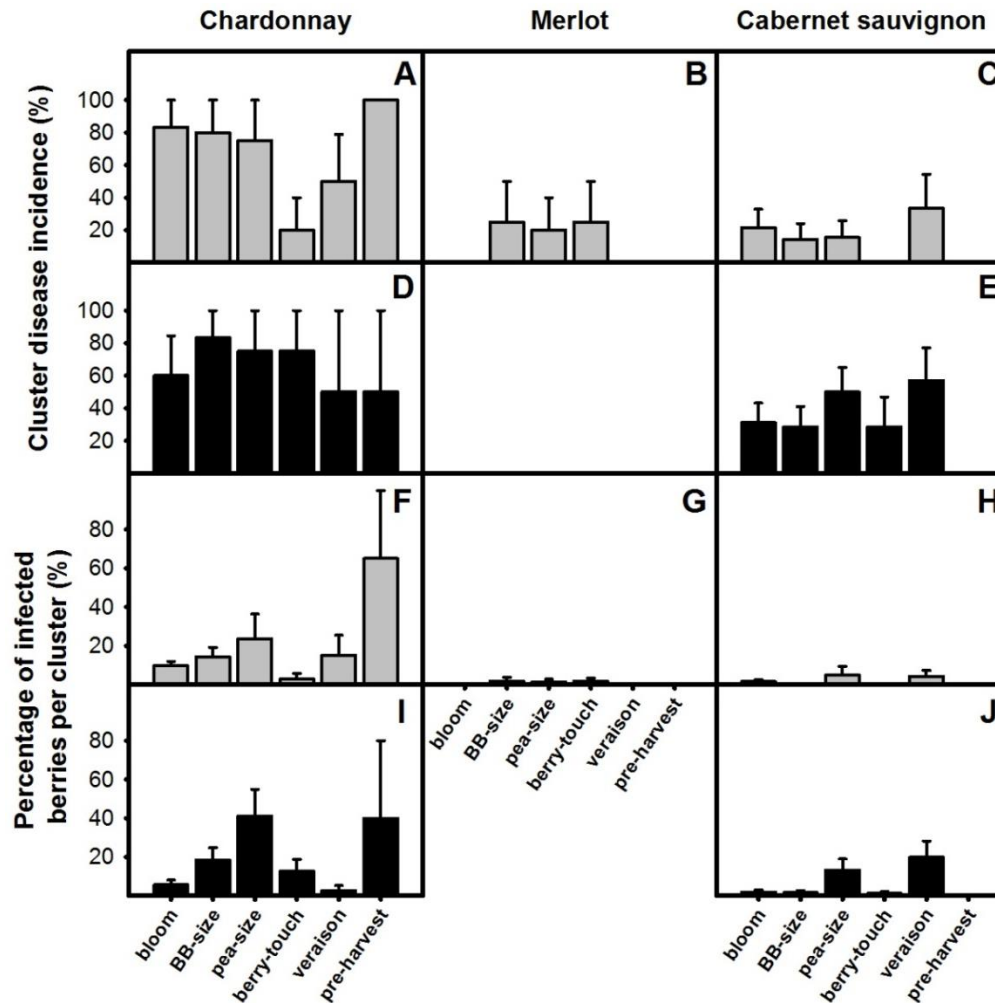 Chardonnay
Merlot
Cabernet sauvignon
Cluster disease incidence (%)
100
80
60
40
20
A
B
C
100
80
60
40
20
D
E
Percentage of infected
berries per cluster (%)
80
60
40
20
F
G
H
80
60
40
20
I
J
bloom
BB-size
pea-size
berry-touch
veraison
pre-harvest
bloom
BB-size
pea-size
berry-touch
veraison
pre-harvest
bloom
BB-size
pea-size
berry-touch
veraison
pre-harvest